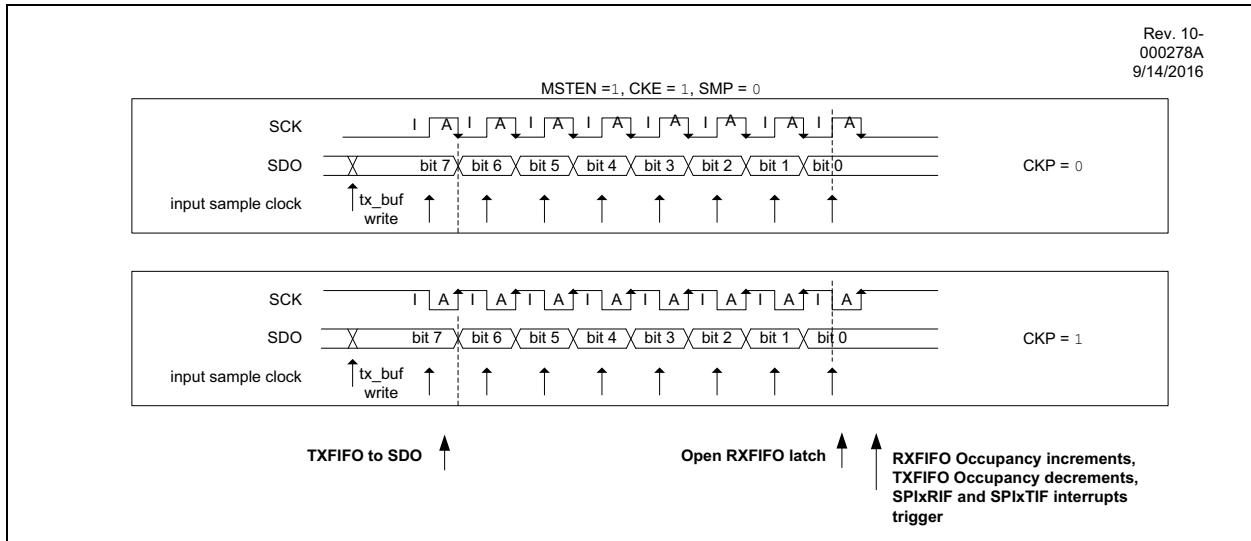 Rev. 10-
000278A
9/14/2016
MSTEN =1, CKE = 1, SMP = 0
SCK I A I A I A I A I A I A I A I A
SDO bit 7 bit 6 bit 5 bit 4 bit 3 bit 2 bit 1 bit 0 CKP = 0
input sample clock tx_buf
write
SCK I A I A I A I A I A I A I A I A
SDO bit 7 bit 6 bit 5 bit 4 bit 3 bit 2 bit 1 bit 0 CKP = 1
input sample clock tx_buf
write
TXFIFO to SDO Open RXFIFO latch RXFIFO Occupancy increments,
TXFIFO Occupancy decrements,
SPIxRIF and SPIxTIF interrupts
trigger